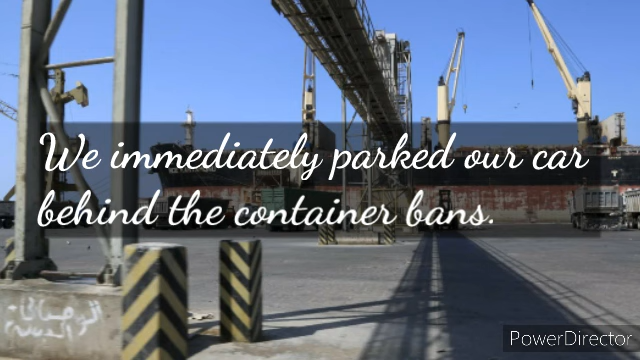 We immediately parked our car
behind the container bans.
PowerDirector